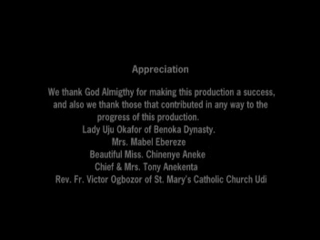 Appreciation
We thank God Almigthy for making this production a success,
and also we thank those that contributed in any way to the
progress of this production.
Lady Uju Okafor of Benoka Dynasty.
Mrs. Mabel Ebereze
Beautiful Miss. Chinenye Aneke
Chief & Mrs. Tony Anekenta
Rev. Fr. Victor Ogbozor of St. Mary's Catholic Church Udi